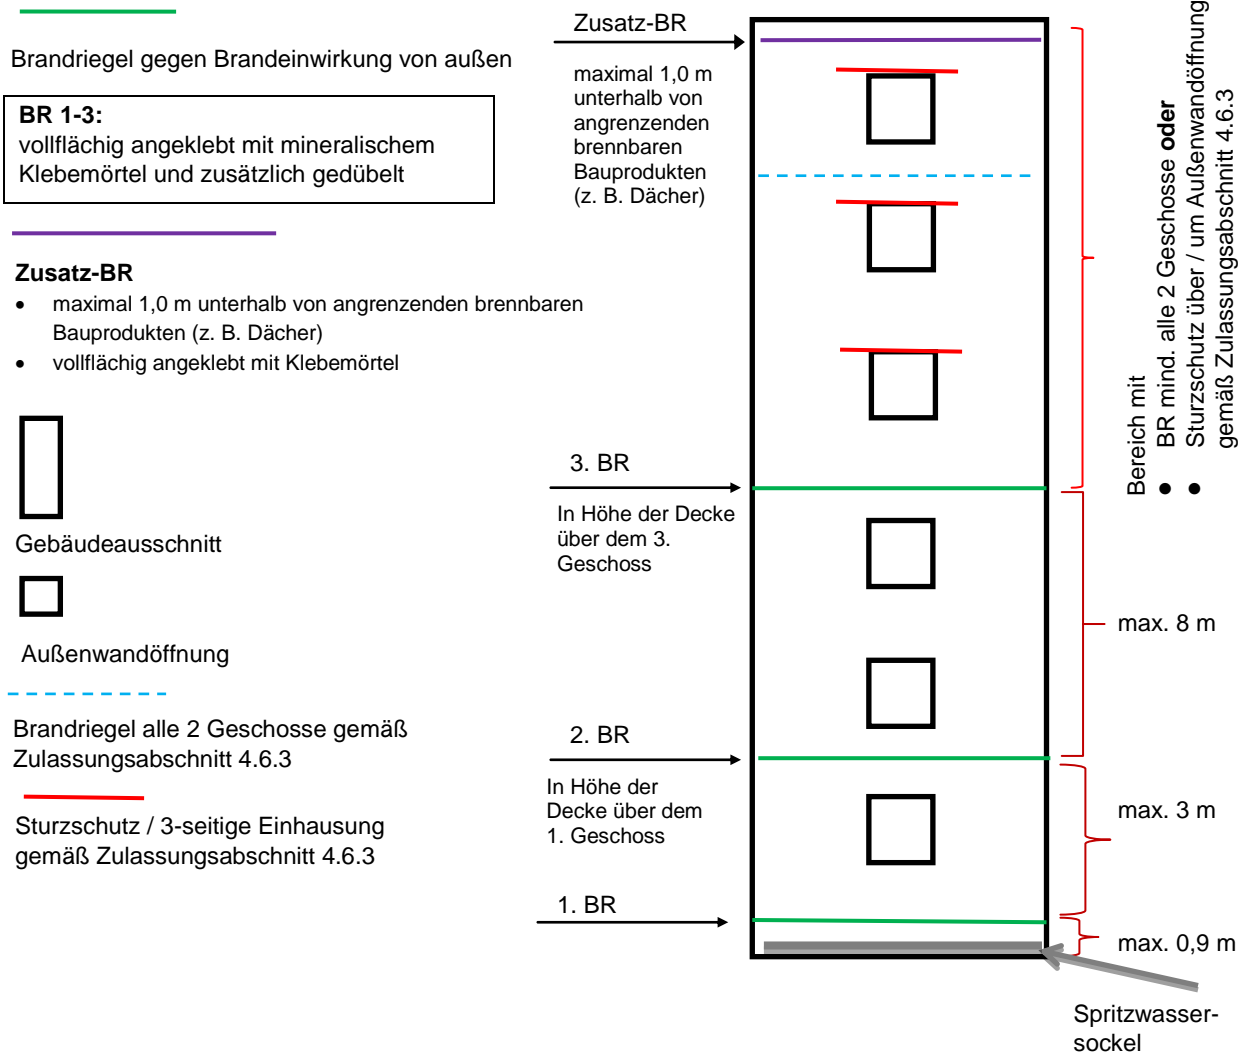 Brandriegel gegen Brandeinwirkung von außen
BR 1-3:
vollflächig angeklebt mit mineralischem
Klebemörtel und zusätzlich gedübelt
Zusatz-BR
• maximal 1,0 m unterhalb von angrenzenden brennbaren
Bauprodukten (z. B. Dächer)
• vollflächig angeklebt mit Klebemörtel
Gebäudeausschnitt
Außenwandöffnung
Brandriegel alle 2 Geschosse gemäß
Zulassungsabschnitt 4.6.3
Sturzschutz / 3-seitige Einhausung
gemäß Zulassungsabschnitt 4.6.3
Zusatz-BR
maximal 1,0 m
unterhalb von
angrenzenden
brennbaren
Bauprodukten
(z. B. Dächer)
3. BR
In Höhe der Decke
über dem 3.
Geschoss
2. BR
In Höhe der
Decke über dem
1. Geschoss
1. BR
Bereich mit
• BR mind. alle 2 Geschosse oder
• Sturzschutz über / um Außenwandöffnung
gemäß Zulassungsabschnitt 4.6.3
max. 8 m
max. 3 m
max. 0,9 m
Spritzwasser-
sockel